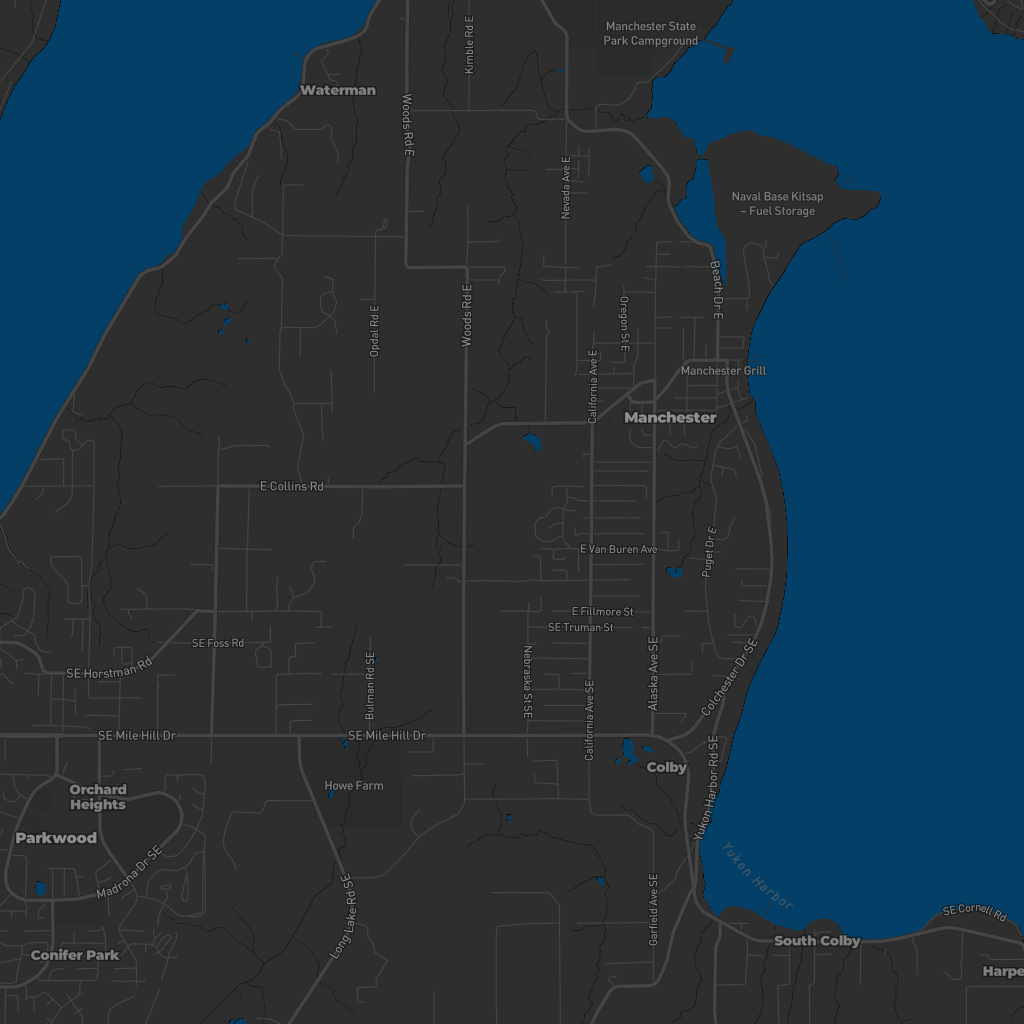 Manchester State
Park Campground
Kimble Rd E
Waterman
Woods Rd E
Nevada Ave E
Naval Base Kitsap
– Fuel Storage
Beach Dr E
Opdal Rd E
Woods Rd E
Oregon St E
California Ave E
Manchester Grill
Manchester
E Collins Rd
E Van Buren Ave
Puget Dr E
E Fillmore St
SE Truman St
SE Foss Rd
SE Horstman Rd
Bulman Rd SE
Nebraska St SE
Alaska Ave SE
Colchester Dr SE
California Ave SE
SE Mile Hill Dr
SE Mile Hill Dr
Colby
Yukon Harbor Rd SE
Howe Farm
Orchard
Heights
Parkwood
Madrona Dr SE
Yukon Harbor
Long Lake Rd SE
Garfield Ave SE
SE Cornell Rd
South Colby
Conifer Park
Harpe